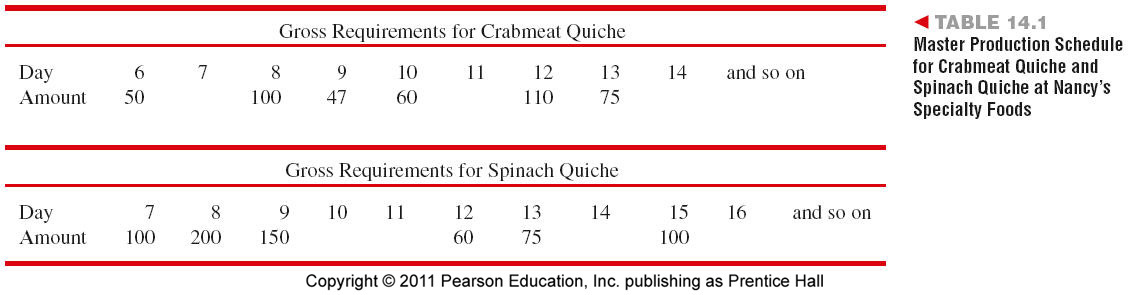 Gross Requirements for Crabmeat Quiche
Day 6 7 8 9 10 11 12 13 14 and so on
Amount 50 100 47 60 110 75
Gross Requirements for Spinach Quiche
Day 7 8 9 10 11 12 13 14 15 16 and so on
Amount 100 200 150 60 75 100
Copyright © 2011 Pearson Education, Inc. publishing as Prentice Hall
◄ TABLE 14.1
Master Production Schedule
for Crabmeat Quiche and
Spinach Quiche at Nancy’s
Specialty Foods